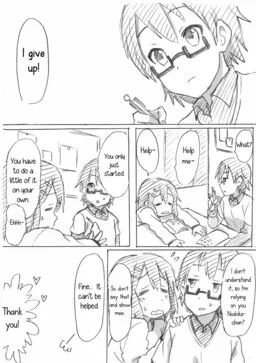 I give
up!
what?
Help
me~
Help~
You only
just
started.
You have
to do a
little of it
on your
own.
Ehh~
I don't
understand
it, so I'm
relying on
you
Nodoka-
chan?
So don't
say that
and show
mee.
Fine. It
can't be
helped.
Thank
you!